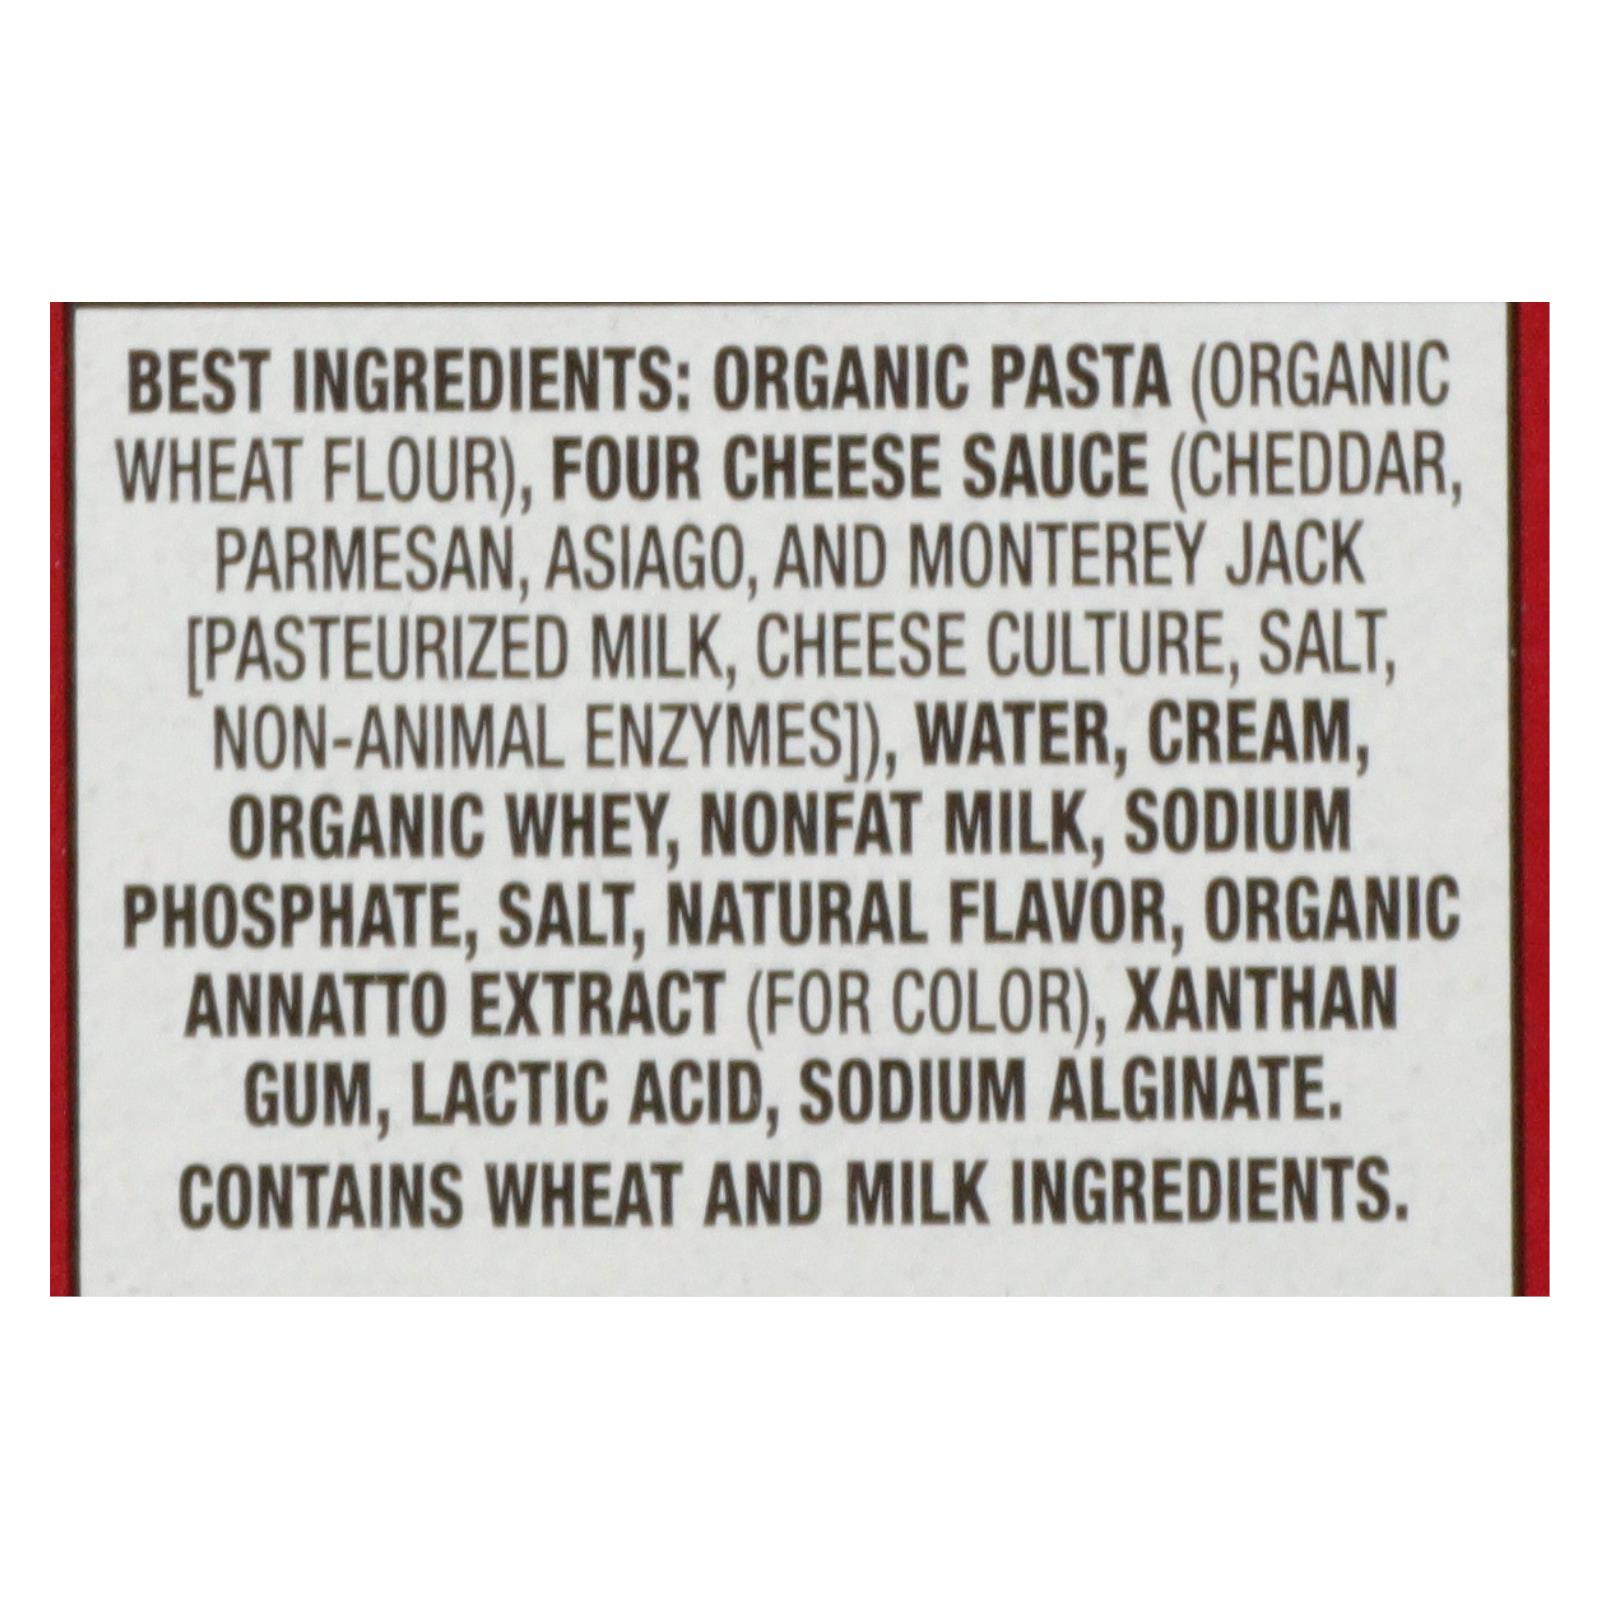 BEST INGREDIENTS: ORGANIC PASTA (ORGANIC
WHEAT FLOUR), FOUR CHEESE SAUCE (CHEDDAR,
PARMESAN, ASIAGO, AND MONTEREY JACK
[PASTEURIZED MILK, CHEESE CULTURE, SALT,
NON-ANIMAL ENZYMES]), WATER, CREAM,
ORGANIC WHEY, NONFAT MILK, SODIUM
PHOSPHATE, SALT, NATURAL FLAVOR, ORGANIC
ANNATTO EXTRACT (FOR COLOR), XANTHAN
GUM, LACTIC ACID, SODIUM ALGINATE.
CONTAINS WHEAT AND MILK INGREDIENTS.